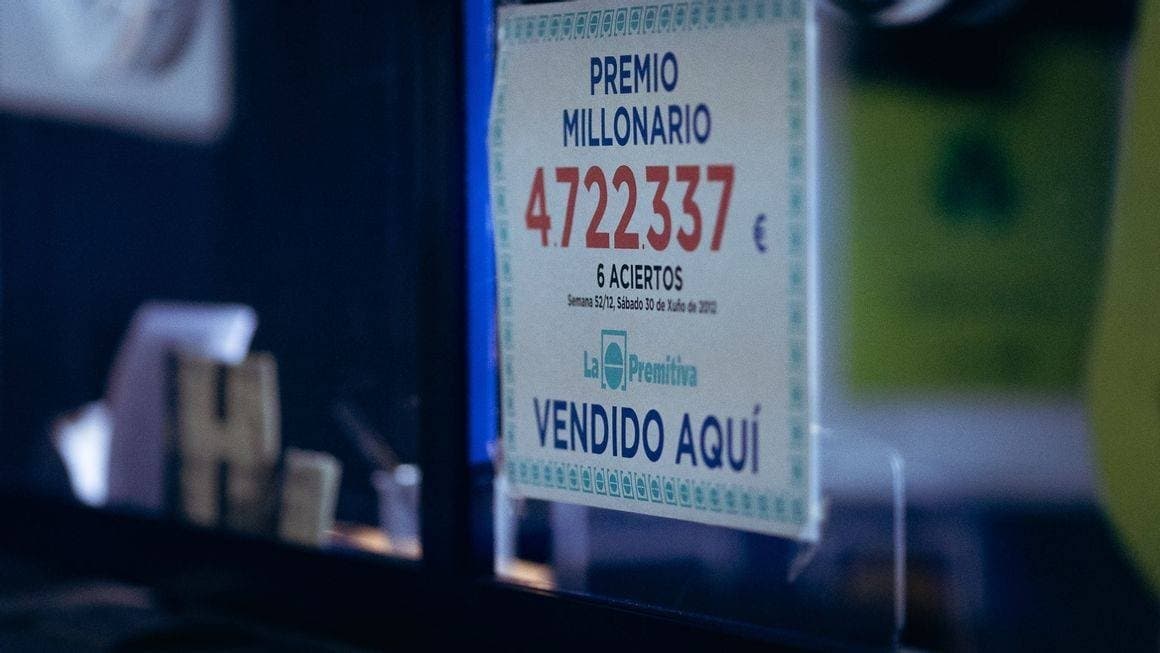 PREMIO
MILLONARIO
4.722.337 €
6 ACIERTOS
Semana 52/12, Sábado 30 de Xuño de 2012
La Premitiva
VENDIDO AQUÍ
H